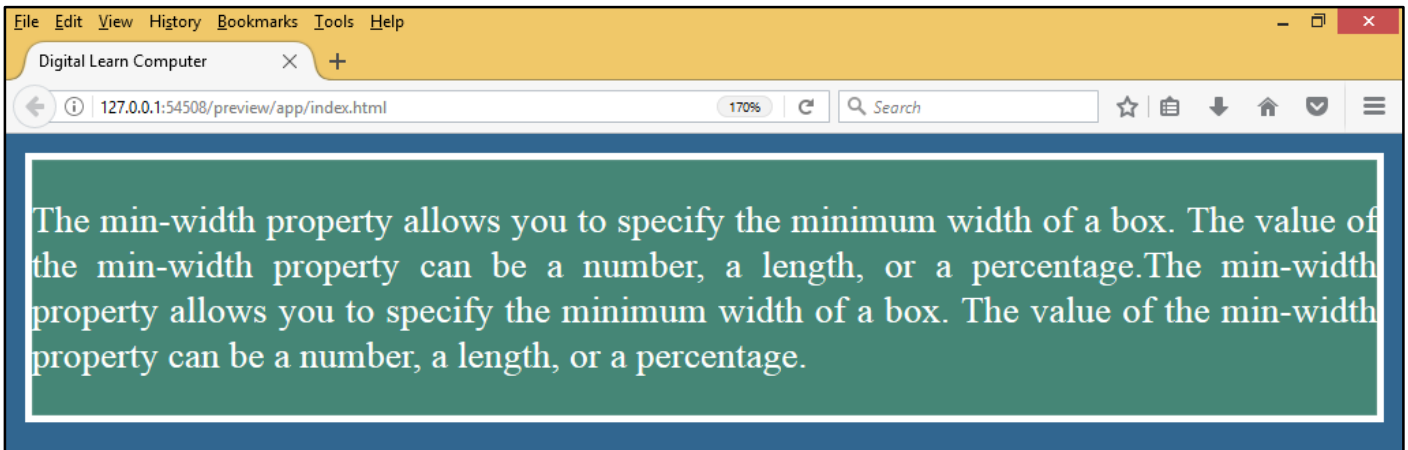 File Edit View History Bookmarks Tools Help
Digital Learn Computer
127.0.0.1:54508/preview/app/index.html 170% Search
The min-width property allows you to specify the minimum width of a box. The value of
the min-width property can be a number, a length, or a percentage.The min-width
property allows you to specify the minimum width of a box. The value of the min-width
property can be a number, a length, or a percentage.